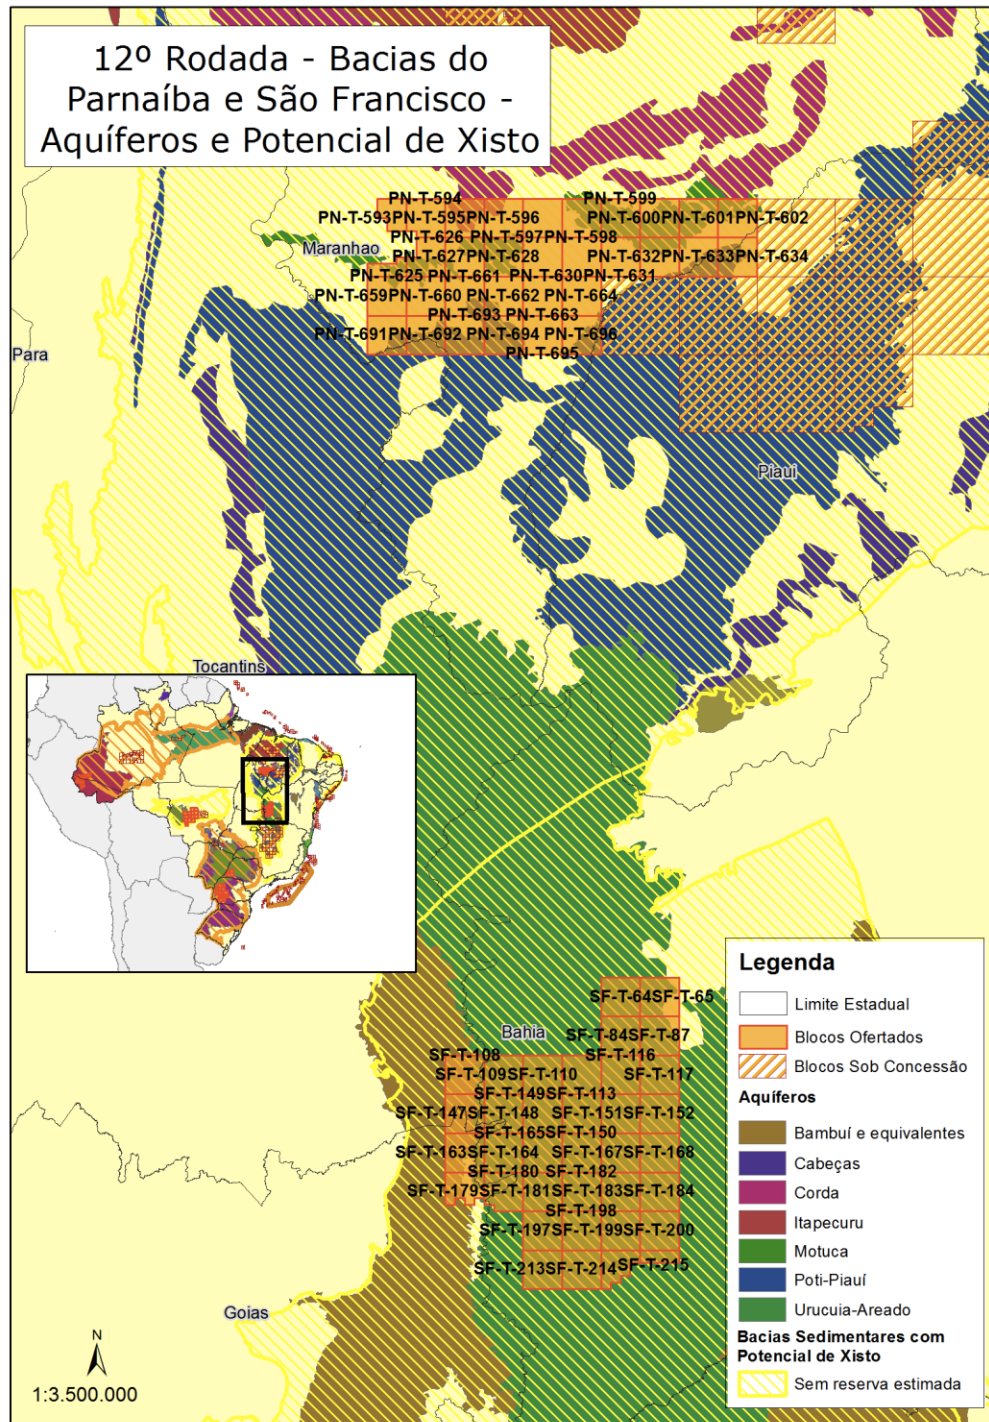 12º Rodada - Bacias do
Parnaíba e São Francisco -
Aquíferos e Potencial de Xisto
PN-T-594 PN-T-599
PN-T-593PN-T-595PN-T-596 PN-T-600PN-T-601PN-T-602
PN-T-626 PN-T-597PN-T-598
Maranhao
PN-T-627PN-T-628 PN-T-632PN-T-633PN-T-634
PN-T-625 PN-T-661 PN-T-630PN-T-631
PN-T-659PN-T-660 PN-T-662 PN-T-664
PN-T-693 PN-T-663
PN-T-691PN-T-692 PN-T-694 PN-T-696
PN-T-695
Para
Piaui
Tocantins
SF-T-64SF-T-65
Bahia
SF-T-84SF-T-87
SF-T-108 SF-T-116
SF-T-109SF-T-110 SF-T-117
SF-T-149SF-T-113
SF-T-147SF-T-148 SF-T-151SF-T-152
SF-T-165SF-T-150
SF-T-163SF-T-164 SF-T-167SF-T-168
SF-T-180 SF-T-182
SF-T-179SF-T-181SF-T-183SF-T-184
SF-T-198
SF-T-197SF-T-199SF-T-200
SF-T-213SF-T-214SF-T-215
Goias
N
1:3.500.000
Legenda
Limite Estadual
Blocos Ofertados
Blocos Sob Concessão
Aquíferos
Bambuí e equivalentes
Cabeças
Corda
Itapecuru
Motuca
Poti-Piauí
Urucuia-Areado
Bacias Sedimentares com
Potencial de Xisto
Sem reserva estimada